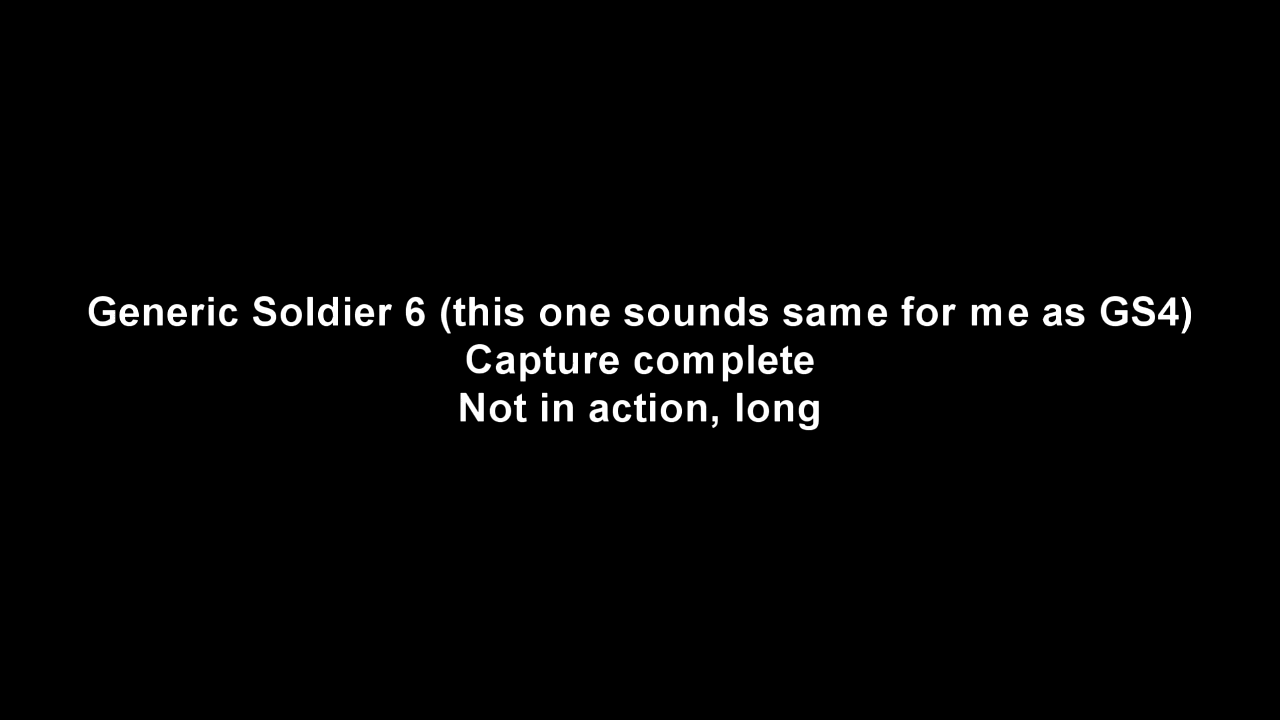 Generic Soldier 6 (this one sounds same for me as GS4)
Capture complete
Not in action, long